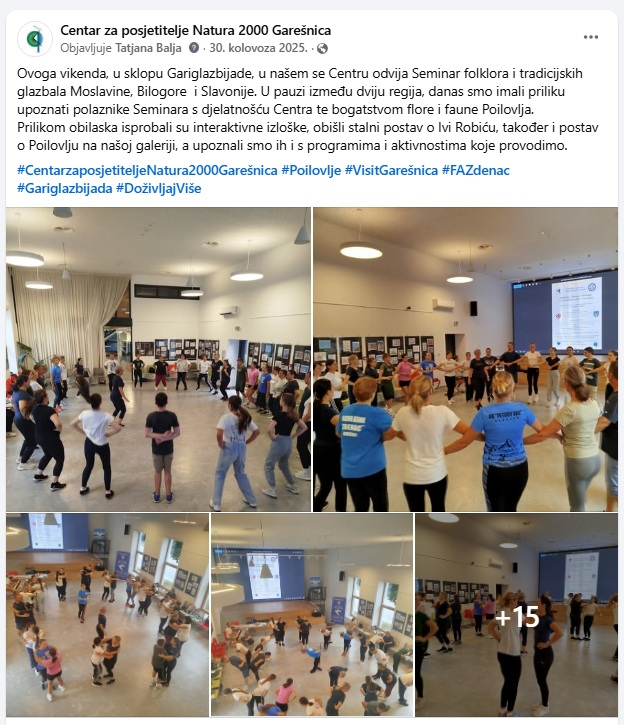 Centar za posjetitelje Natura 2000 Garešnica
Objavljuje Tatjana Balja · 30. kolovoza 2025. ·
Ovoga vikenda, u sklopu Gariglazbijade, u našem se Centru odvija Seminar folklora i tradicijskih
glazbala Moslavine, Bilogore i Slavonije. U pauzi između dviju regija, danas smo imali priliku
upoznati polaznike Seminara s djelatnošću Centra te bogatstvom flore i faune Poilovlja.
Prilikom obilaska isprobali su interaktivne izloške, obišli stalni postav o Ivi Robiću, također i postav
o Poilovlju na našoj galeriji, a upoznali smo ih i s programima i aktivnostima koje provodimo.
#CentarzaposjetiteljeNatura2000Garešnica #Poilovlje #VisitGarešnica #FAZdenac
#Gariglazbijada #DoživljajViše
+15